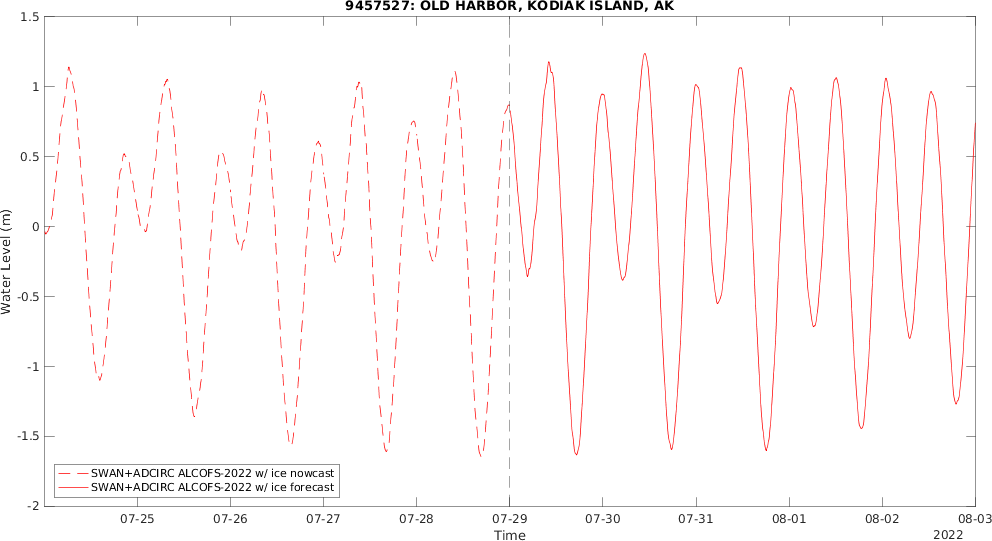 9457527: OLD HARBOR, KODIAK ISLAND, AK
1.5
1
0.5
0
-0.5
-1
-1.5
-2
Water Level (m)
SWAN+ADCIRC ALCOFS-2022 w/ ice nowcast
SWAN+ADCIRC ALCOFS-2022 w/ ice forecast
07-25 07-26 07-27 07-28 07-29 07-30 07-31 08-01 08-02 08-03
Time
2022